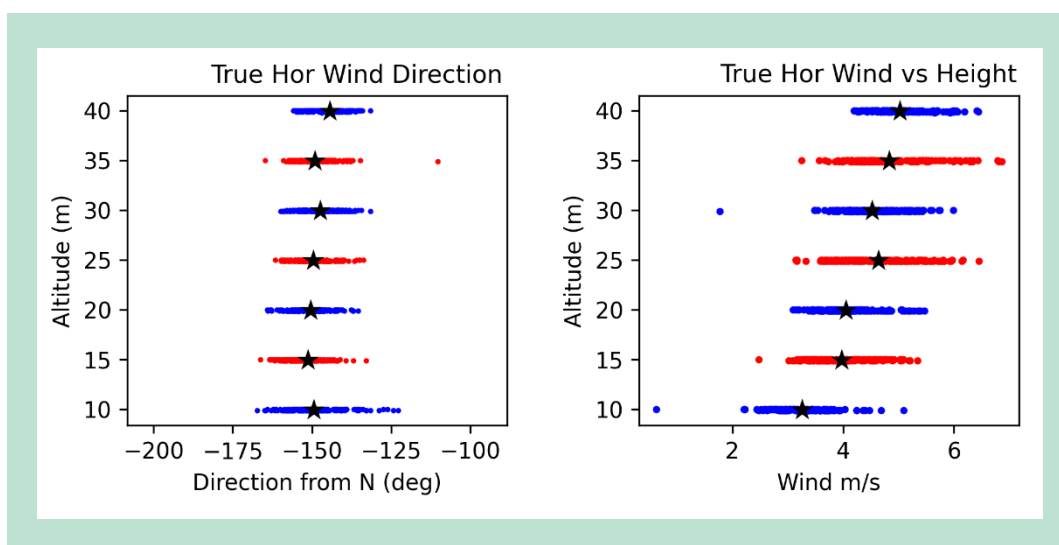 True Hor Wind Direction
40
35
30
25
20
15
10
Altitude (m)
−200 −175 −150 −125 −100
Direction from N (deg)
True Hor Wind vs Height
40
35
30
25
20
15
10
Altitude (m)
2 4 6
Wind m/s